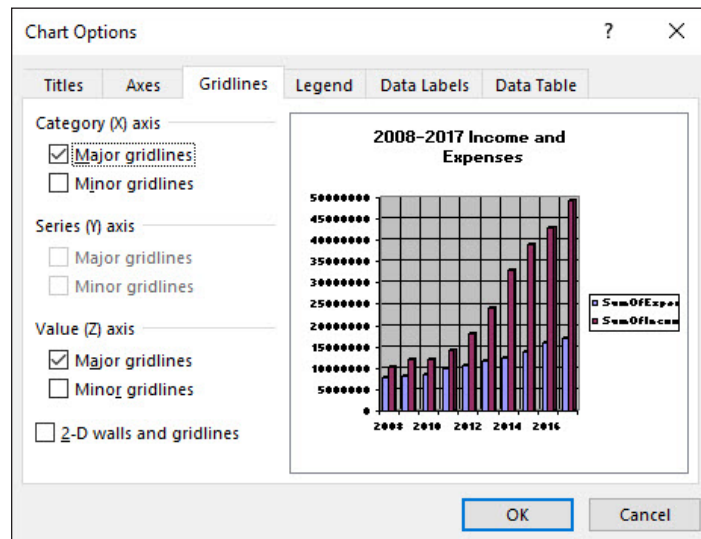 Chart Options
?
Titles Axes Gridlines Legend Data Labels Data Table
Category (X) axis
Major gridlines
Minor gridlines
Series (Y) axis
Major gridlines
Minor gridlines
Value (Z) axis
Major gridlines
Minor gridlines
2-D walls and gridlines
2008-2017 Income and
Expenses
50000000
45000000
40000000
35000000
30000000
25000000
20000000
15000000
10000000
5000000
0
2008 2010 2012 2014 2016
SumOfExper
SumOfIncom
OK Cancel